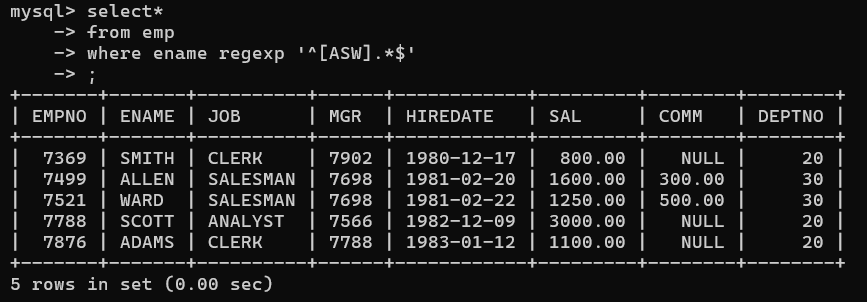 mysql> select*
    -> from emp
    -> where ename regexp '^[ASW].*$'
    -> ;
+-------+-------+----------+------+------------+---------+--------+--------+
| EMPNO | ENAME | JOB      | MGR  | HIREDATE   | SAL     | COMM   | DEPTNO |
+-------+-------+----------+------+------------+---------+--------+--------+
|  7369 | SMITH | CLERK    | 7902 | 1980-12-17 |  800.00 |   NULL |     20 |
|  7499 | ALLEN | SALESMAN | 7698 | 1981-02-20 | 1600.00 | 300.00 |     30 |
|  7521 | WARD  | SALESMAN | 7698 | 1981-02-22 | 1250.00 | 500.00 |     30 |
|  7788 | SCOTT | ANALYST  | 7566 | 1982-12-09 | 3000.00 |   NULL |     20 |
|  7876 | ADAMS | CLERK    | 7788 | 1983-01-12 | 1100.00 |   NULL |     20 |
+-------+-------+----------+------+------------+---------+--------+--------+
5 rows in set (0.00 sec)